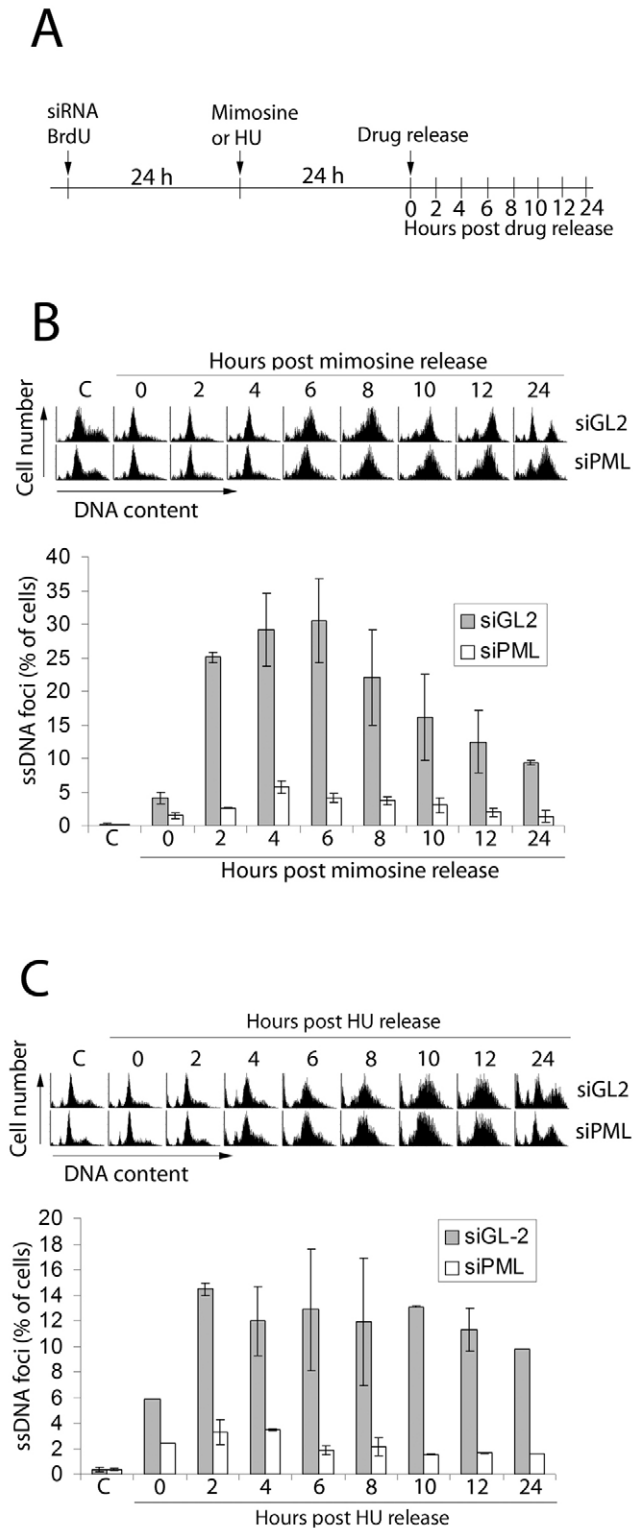 A
siRNA
BrdU
Mimosine
or HU
Drug release
24 h
24 h
0 2 4 6 8 10 12 24
Hours post drug release
B
Hours post mimosine release
C 0 2 4 6 8 10 12 24
Cell number
siGL2
siPML
DNA content
ssDNA foci (% of cells)
40
35
30
25
20
15
10
5
0
siGL2
siPML
C 0 2 4 6 8 10 12 24
Hours post mimosine release
C
Hours post HU release
C 0 2 4 6 8 10 12 24
Cell number
siGL2
siPML
DNA content
ssDNA foci (% of cells)
20
18
16
14
12
10
8
6
4
2
0
siGL-2
siPML
C 0 2 4 6 8 10 12 24
Hours post HU release